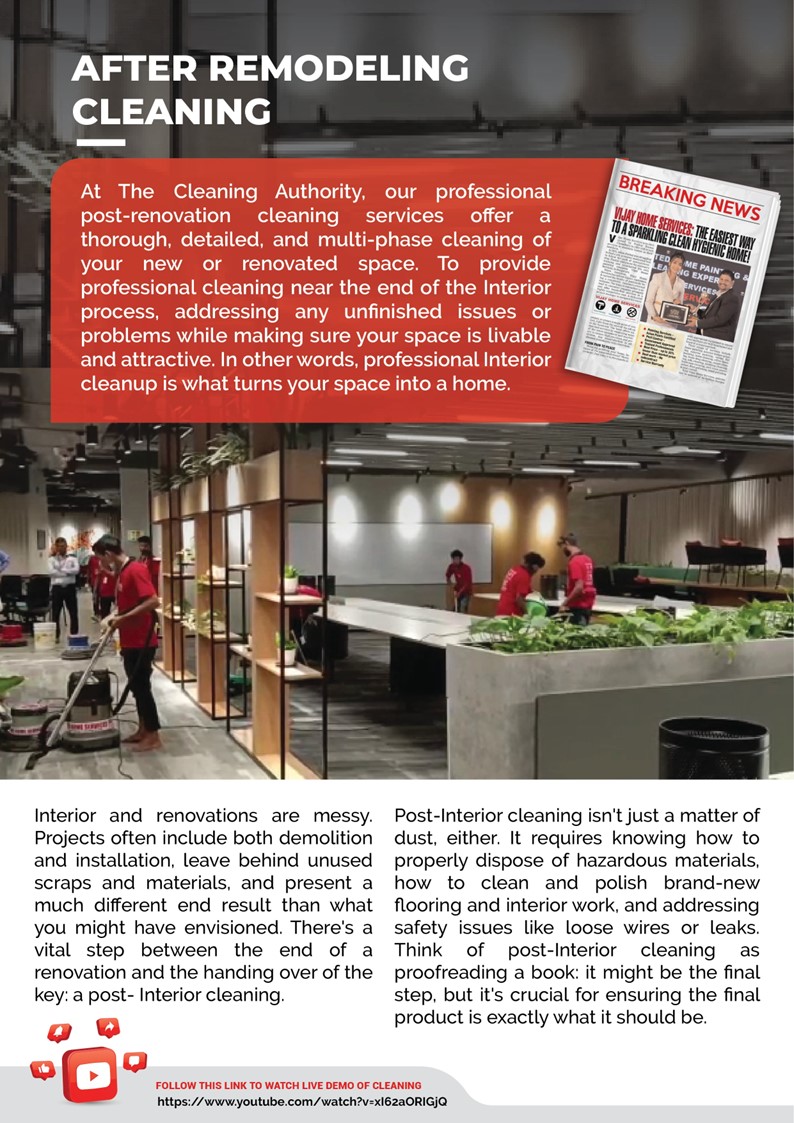 AFTER REMODELING
CLEANING
At The Cleaning Authority, our professional
post-renovation cleaning services offer a
thorough, detailed, and multi-phase cleaning of
your new or renovated space. To provide
professional cleaning near the end of the Interior
process, addressing any unfinished issues or
problems while making sure your space is livable
and attractive. In other words, professional Interior
cleanup is what turns your space into a home.
BREAKING NEWS
VIJAY HOME SERVICES: THE EASIEST WAY
TO A SPARKLING CLEAN HYGIENIC HOME!
Interior and renovations are messy.
Projects often include both demolition
and installation, leave behind unused
scraps and materials, and present a
much different end result than what
you might have envisioned. There's a
vital step between the end of a
renovation and the handing over of the
key: a post- Interior cleaning.
Post-Interior cleaning isn't just a matter of
dust, either. It requires knowing how to
properly dispose of hazardous materials,
how to clean and polish brand-new
flooring and interior work, and addressing
safety issues like loose wires or leaks.
Think of post-Interior cleaning as
proofreading a book: it might be the final
step, but it's crucial for ensuring the final
product is exactly what it should be.
FOLLOW THIS LINK TO WATCH LIVE DEMO OF CLEANING
https://www.youtube.com/watch?v=xI62aORIGjQ